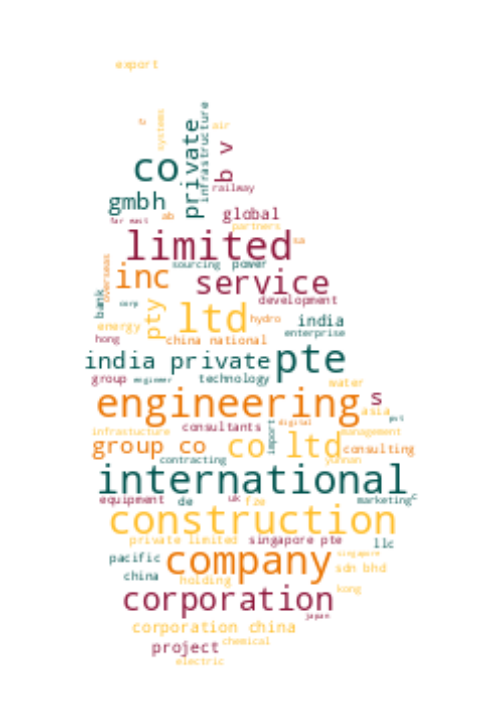 export
systems
infrastructure
air
private
b v
co
railway
gmbh
ab
global
far east
partners
limited
sa
sourcing power
inc
service
overseas
bank
corp
development
pty
ltd
hydro
india
energy
enterprise
hong
china national
india private
pte
group
engineer
technology
water
engineering
s
asia
pvt
infrastucture
consultants
import
digital
management
group co
co ltd
consulting
contracting
yunnan
international
equipment
de
uk
fze
marketing
c
construction
private limited
singapore pte
llc
pacific
company
singapore
sdn bhd
china
holding
kong
corporation
japan
corporation china
project
chemical
electric